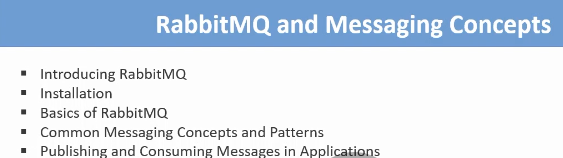 RabbitMQ and Messaging Concepts
Introducing RabbitMQ
Installation
Basics of RabbitMQ
Common Messaging Concepts and Patterns
Publishing and Consuming Messages in Applications